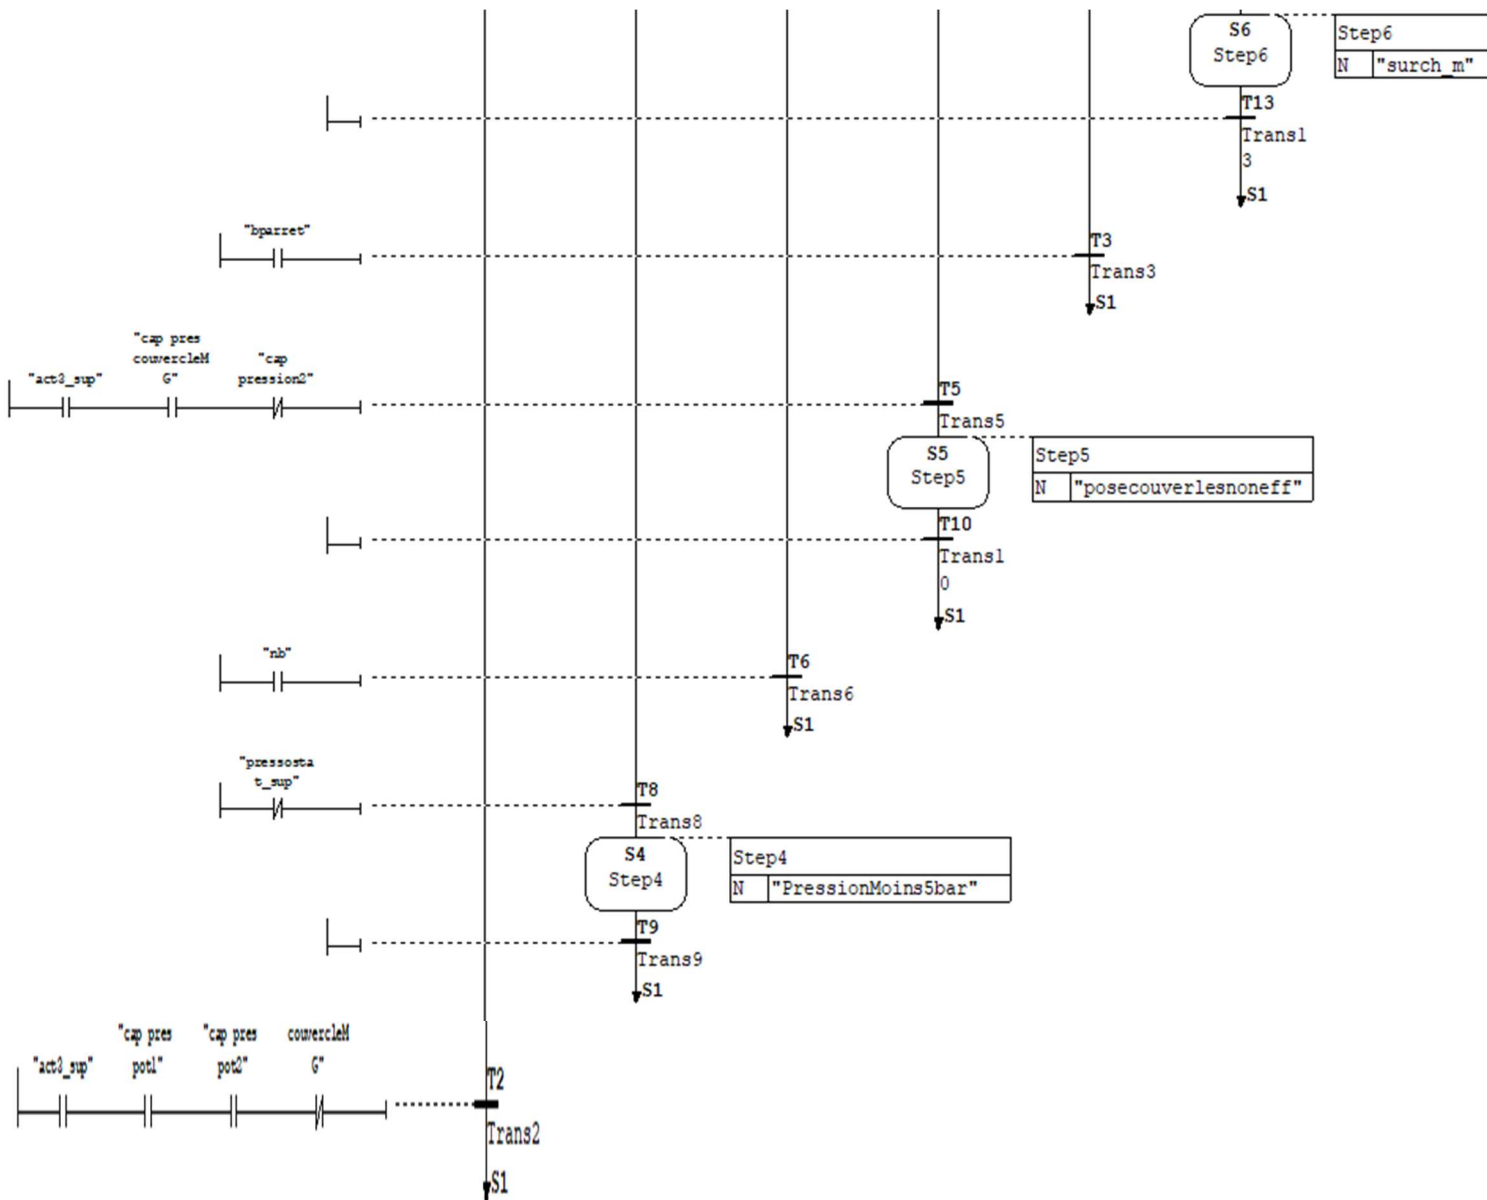 S6
Step6
Step6
N "surch_m"
T13
Trans1
3
S1
"bparret"
T3
Trans3
S1
"cap pres
couvercleM
G"
"act3_sup"
"cap
pression2"
T5
Trans5
S5
Step5
Step5
N "posecouverlesnoneff"
T10
Trans1
0
S1
"nb"
T6
Trans6
S1
"pressosta
t_sup"
T8
Trans8
S4
Step4
Step4
N "PressionMoins5bar"
T9
Trans9
S1
"act3_sup"
"cap pres
pot1"
"cap pres
pot2"
couvercleM
G"
T2
Trans2
S1